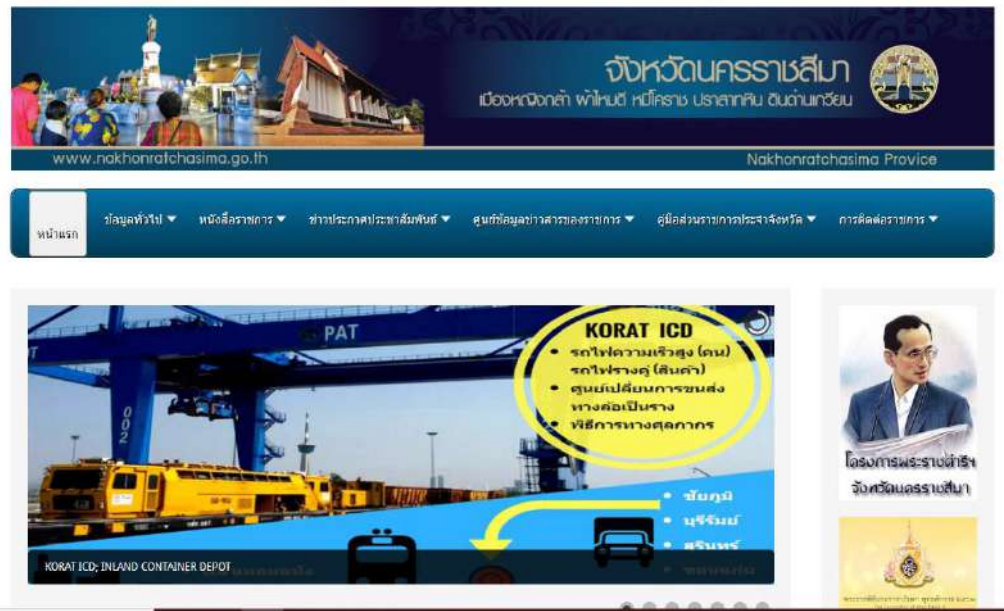 จังหวัดนครราชสีมา
เมืองหญิงกล้า ผ้าไหมดี หมี่โคราช ปราสาทหิน ดินด่านเกวียน
www.nakhonratchasima.go.th
Nakhonratchasima Provice
หน้าแรก
ข้อมูลทั่วไป
หนังสือราชการ
ข่าวประกาศประชาสัมพันธ์
ศูนย์ข้อมูลข่าวสารของราชการ
คู่มือส่วนราชการประจำจังหวัด
การติดต่อราชการ
PAT
002
KORAT ICD
• รถไฟความเร็วสูง (คน)
รถไฟรางคู่ (สินค้า)
• ศูนย์เปลี่ยนการขนส่ง
ทางล้อเป็นราง
• พิธีการทางศุลกากร
• ชัยภูมิ
• บุรีรัมย์
• สุรินทร์
KORAT ICD; INLAND CONTAINER DEPOT
โครงการพระราชดำริฯ
จังหวัดนครราชสีมา